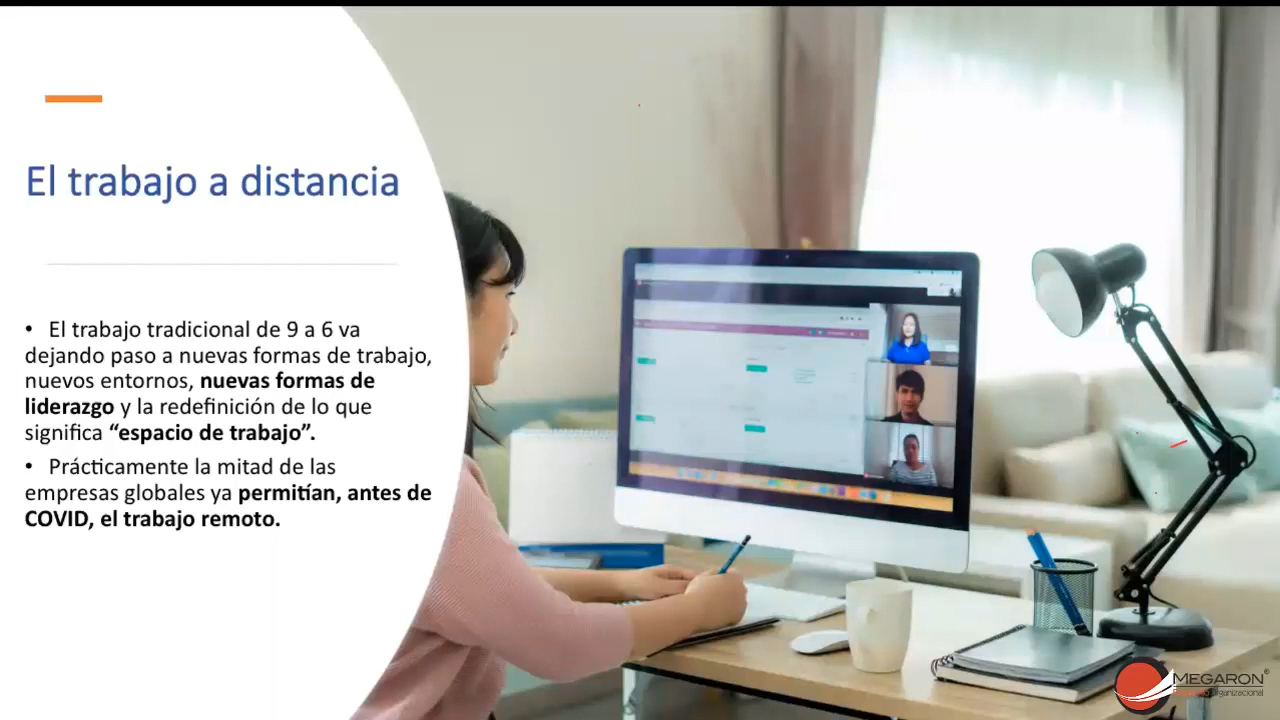 El trabajo a distancia
• El trabajo tradicional de 9 a 6 va
dejando paso a nuevas formas de trabajo,
nuevos entornos, nuevas formas de
liderazgo y la redefinición de lo que
significa “espacio de trabajo”.
• Prácticamente la mitad de las
empresas globales ya permitían, antes de
COVID, el trabajo remoto.
MEGARON®
Organizacional